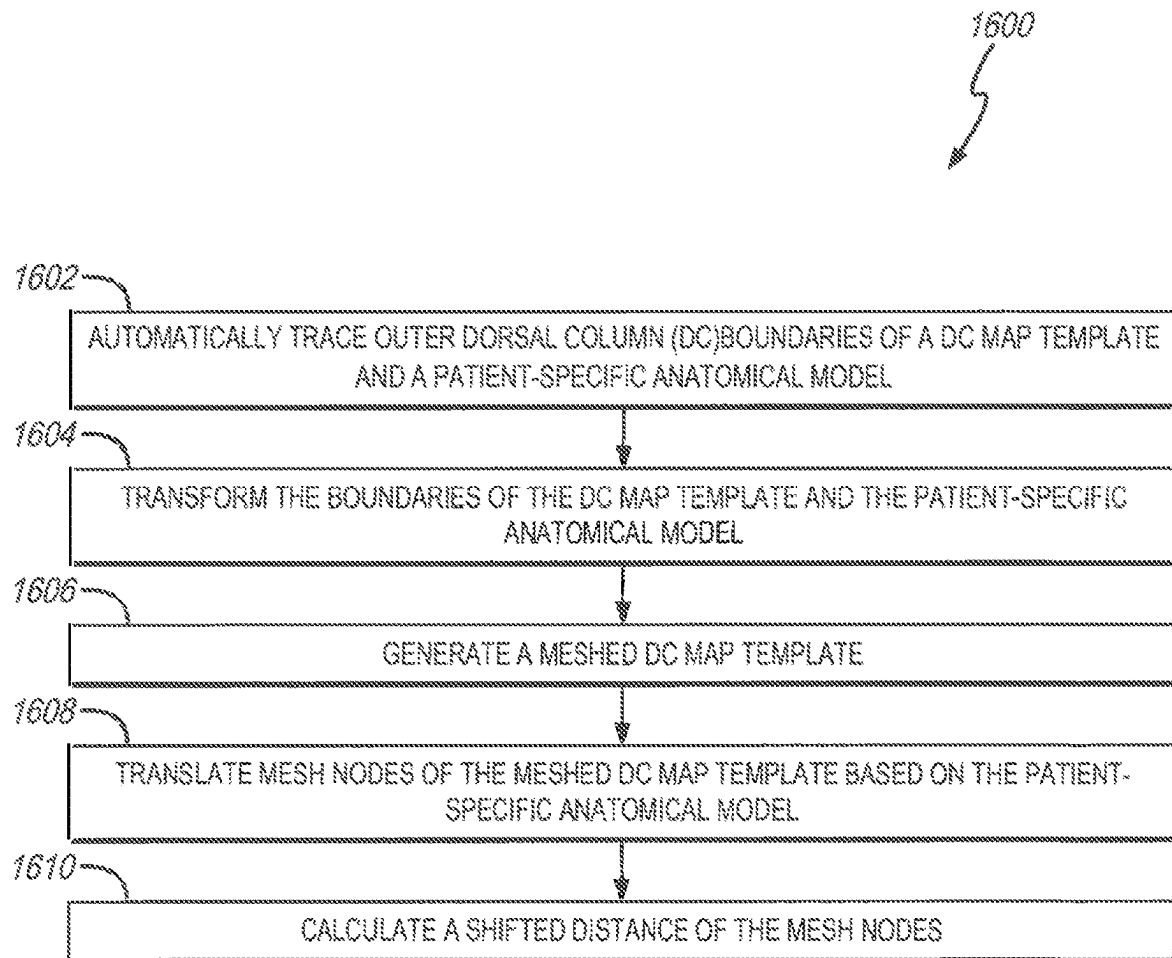 1600
1602
AUTOMATICALLY TRACE OUTER DORSAL COLUMN (DC)BOUNDARIES OF A DC MAP TEMPLATE
AND A PATIENT-SPECIFIC ANATOMICAL MODEL
1604
TRANSFORM THE BOUNDARIES OF THE DC MAP TEMPLATE AND THE PATIENT-SPECIFIC
ANATOMICAL MODEL
1606
GENERATE A MESHED DC MAP TEMPLATE
1608
TRANSLATE MESH NODES OF THE MESHED DC MAP TEMPLATE BASED ON THE PATIENT-
SPECIFIC ANATOMICAL MODEL
1610
CALCULATE A SHIFTED DISTANCE OF THE MESH NODES